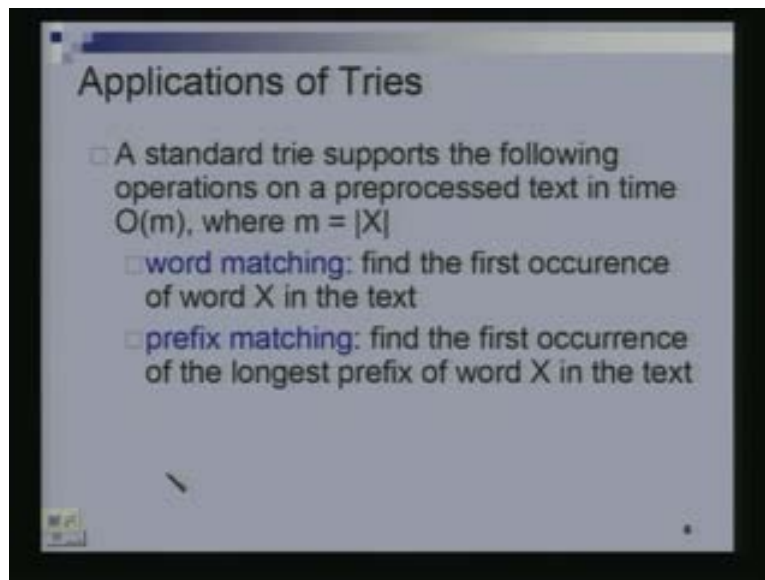 Applications of Tries
A standard trie supports the following
operations on a preprocessed text in time
O(m), where m = |X|
word matching: find the first occurence
of word X in the text
prefix matching: find the first occurrence
of the longest prefix of word X in the text